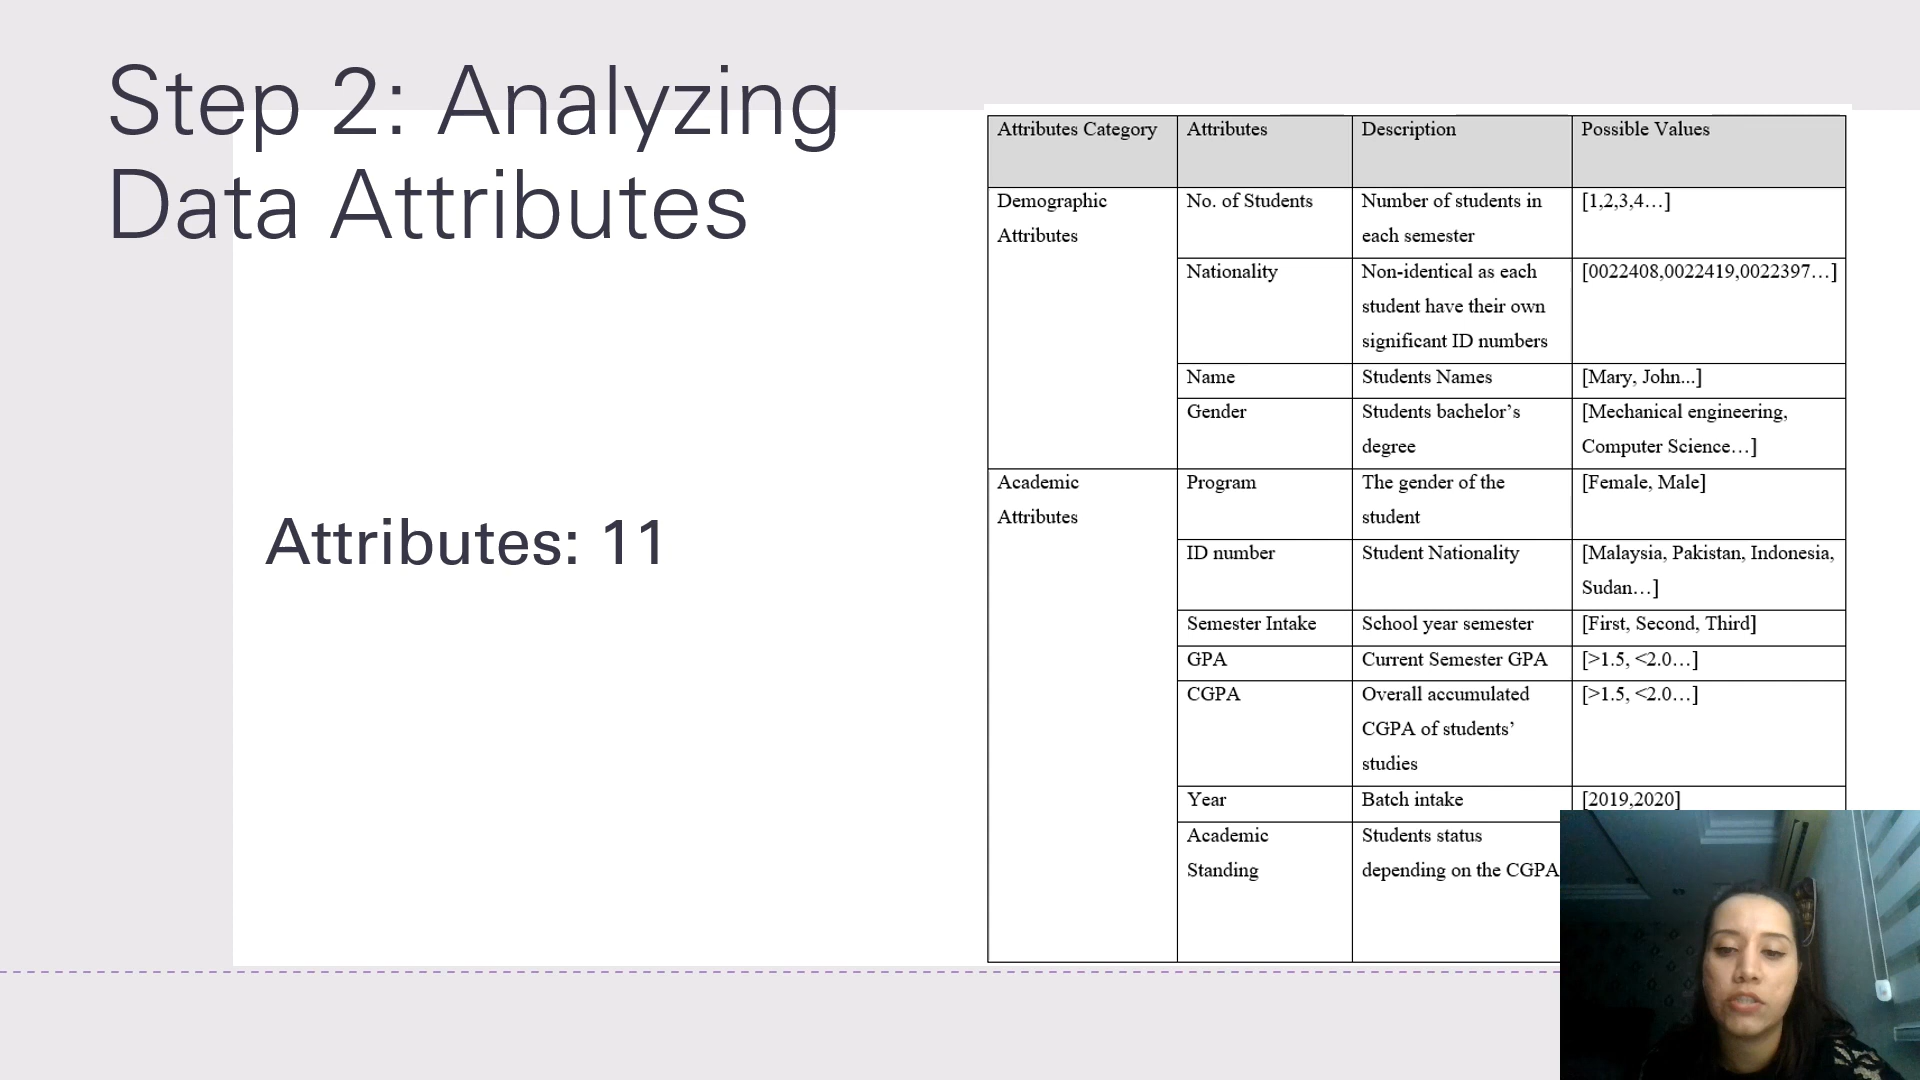 Step 2: Analyzing
Data Attributes
Attributes: 11
Attributes Category Attributes Description Possible Values
Demographic
Attributes
No. of Students Number of students in
each semester
[1,2,3,4…]
Nationality Non-identical as each
student have their own
significant ID numbers
[0022408,0022419,0022397…]
Name Students Names [Mary, John...]
Gender Students bachelor’s
degree
[Mechanical engineering,
Computer Science…]
Academic
Attributes
Program The gender of the
student
[Female, Male]
ID number Student Nationality [Malaysia, Pakistan, Indonesia,
Sudan…]
Semester Intake School year semester [First, Second, Third]
GPA Current Semester GPA [>1.5, <2.0…]
CGPA Overall accumulated
CGPA of students’
studies
[>1.5, <2.0…]
Year Batch intake [2019,2020]
Academic
Standing
Students status
depending on the CGPA